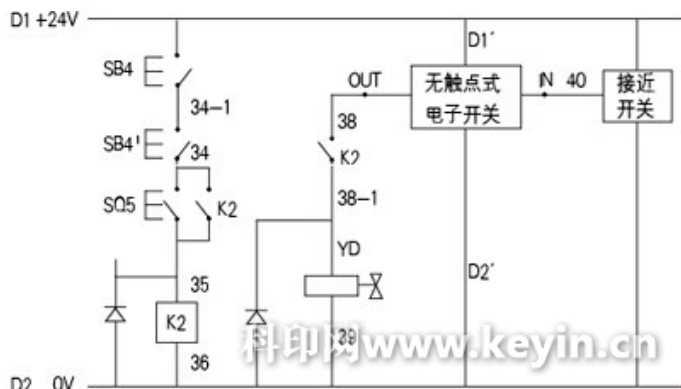 D1 +24V
SB4
34-1
SB4'
34
SQ5
K2
35
K2
36
OUT
38
K2
38-1
YD
39
D1′
无触点式
电子开关
IN 40
接近
开关
D2′
D2 0V
科印网www.keyin.cn